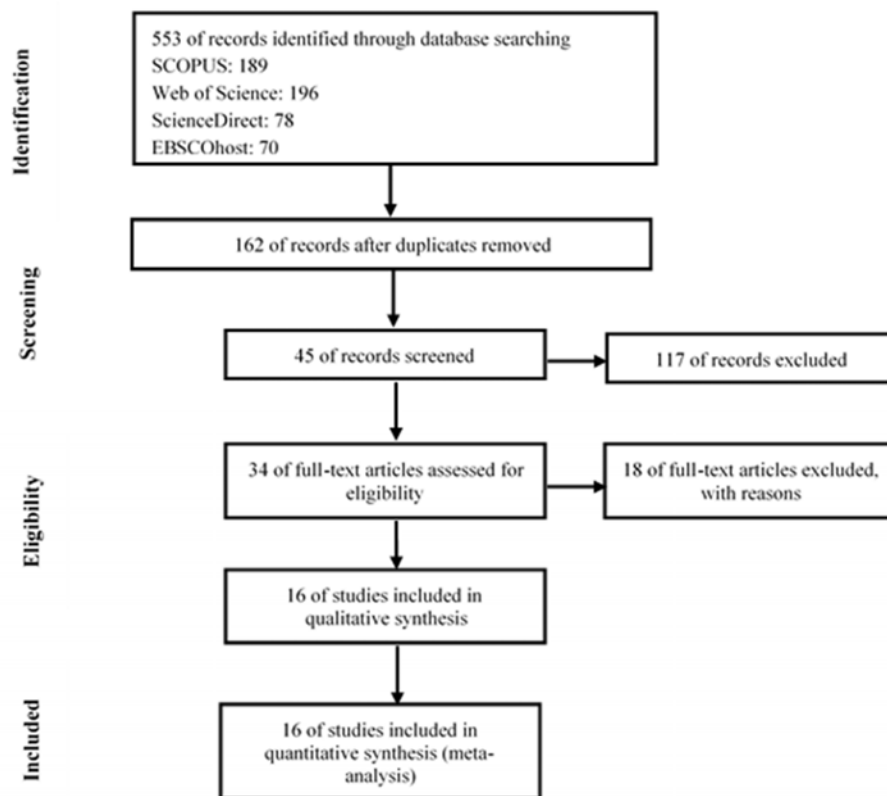 Identification
553 of records identified through database searching
SCOPUS: 189
Web of Science: 196
ScienceDirect: 78
EBSCOhost: 70
162 of records after duplicates removed
Screening
45 of records screened
117 of records excluded
Eligibility
34 of full-text articles assessed for
eligibility
18 of full-text articles excluded,
with reasons
16 of studies included in
qualitative synthesis
Included
16 of studies included in
quantitative synthesis (meta-
analysis)